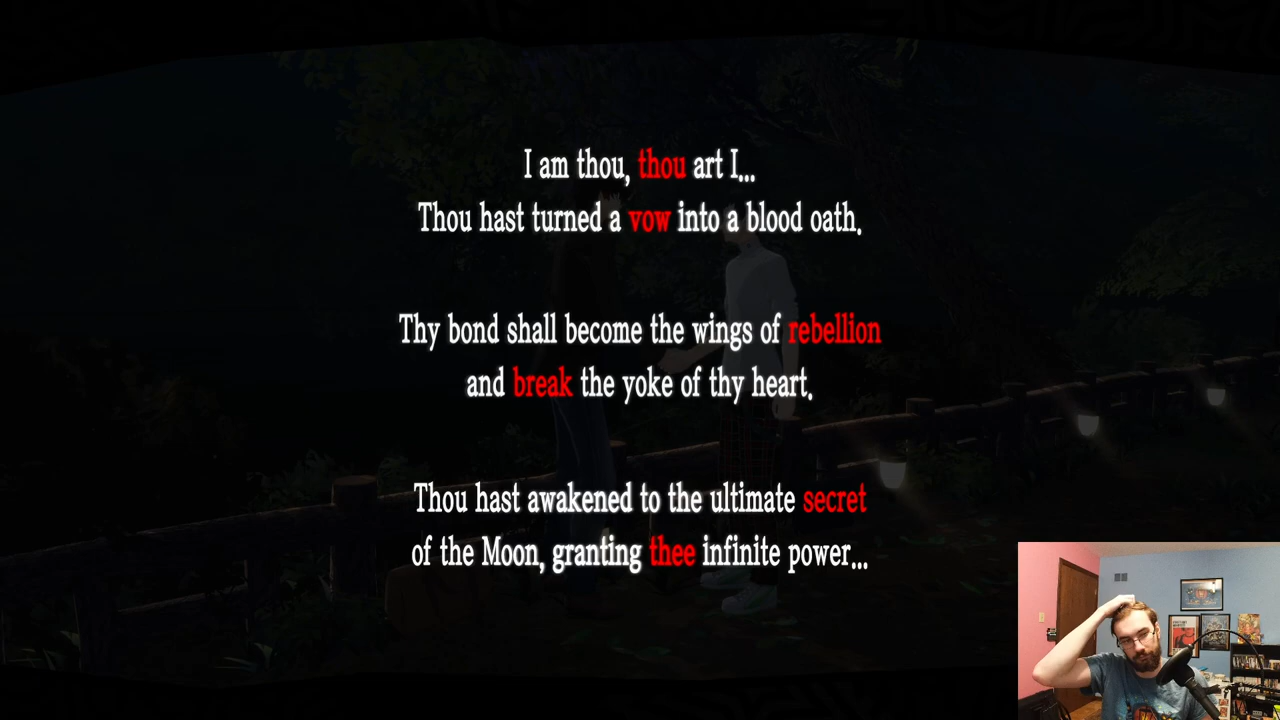 I am thou, thou art I...
Thou hast turned a vow into a blood oath.
Thy bond shall become the wings of rebellion
and break the yoke of thy heart.
Thou hast awakened to the ultimate secret
of the Moon, granting thee infinite power...